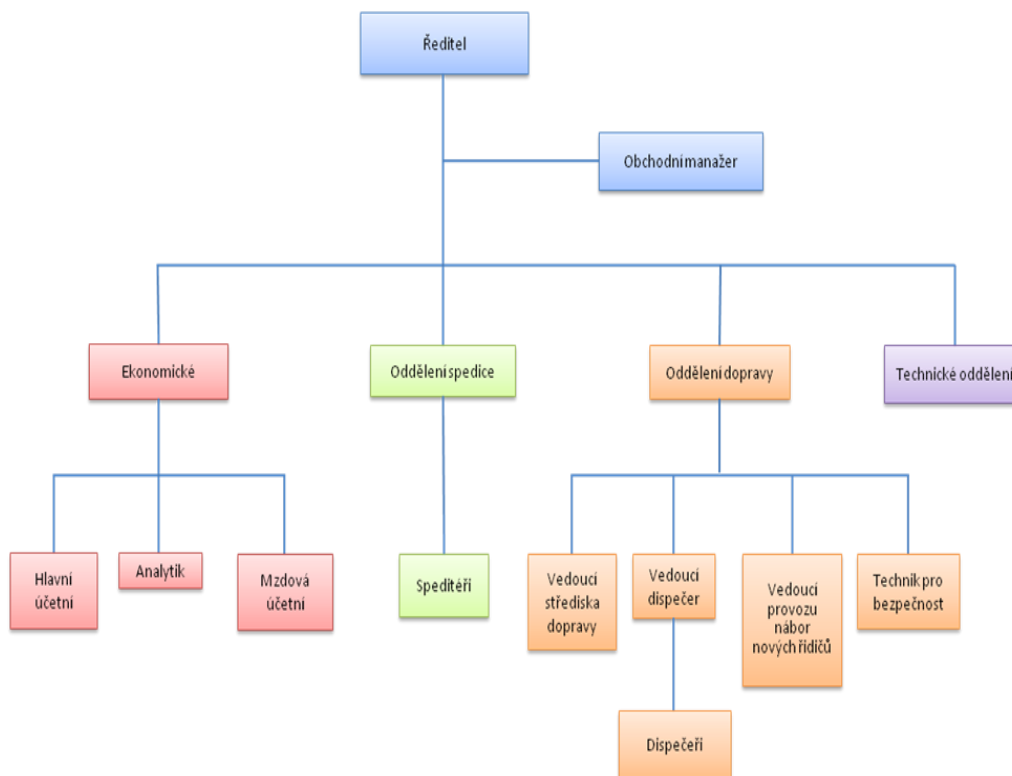 Ředitel
Obchodní manažer
Ekonomické
Oddělení spedice
Oddělení dopravy
Technické oddělení
Hlavní
účetní
Analytik
Mzdová
účetní
Speditéři
Vedoucí
střediska
dopravy
Vedoucí
dispečer
Vedoucí
provozu
nábor
nových řidičů
Technik pro
bezpečnost
Dispečeři